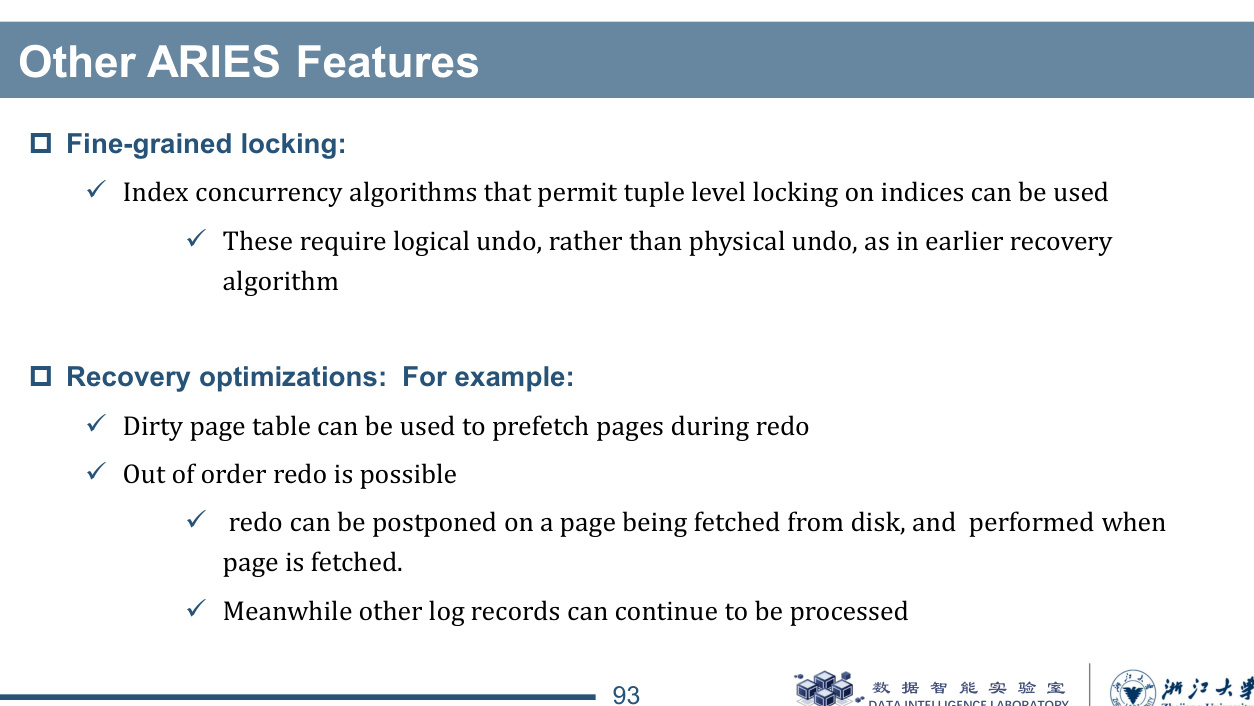 Other ARIES Features
Fine-grained locking:
Index concurrency algorithms that permit tuple level locking on indices can be used
These require logical undo, rather than physical undo, as in earlier recovery
algorithm
Recovery optimizations:  For example:
Dirty page table can be used to prefetch pages during redo
Out of order redo is possible
redo can be postponed on a page being fetched from disk, and  performed when
page is fetched.
Meanwhile other log records can continue to be processed
93
数据智能实验室
DATA INTELLIGENCE LABORATORY
浙江大学
Zhejiang University